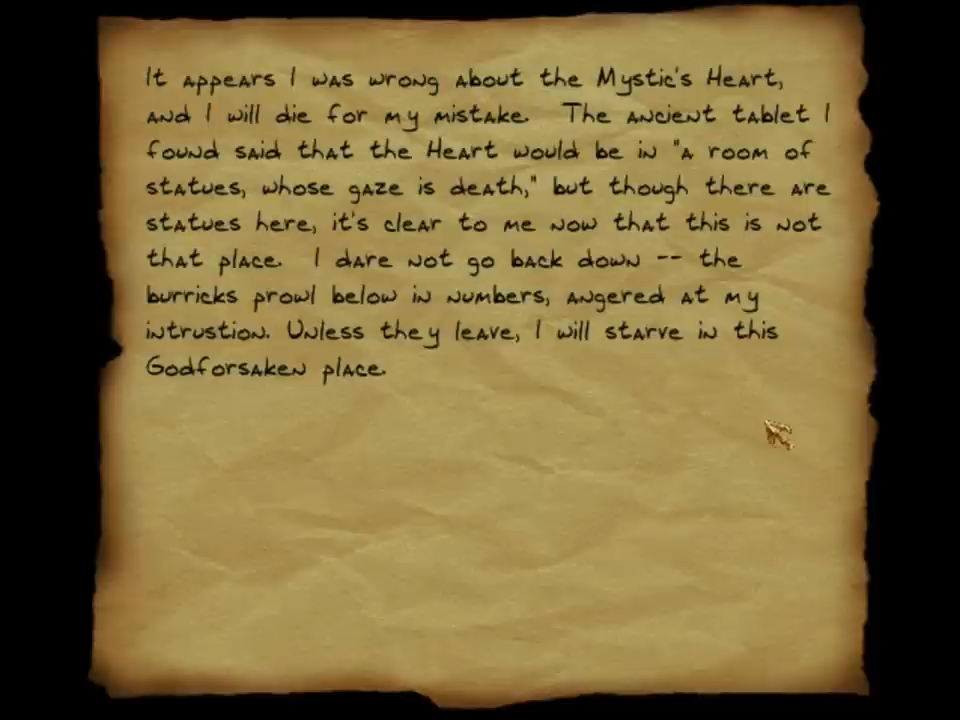 It appears I was wrong about the Mystic's Heart,
and I will die for my mistake. The ancient tablet I
found said that the Heart would be in "a room of
statues, whose gaze is death," but though there are
statues here, it's clear to me now that this is not
that place. I dare not go back down -- the
burricks prowl below in numbers, angered at my
intrustion. Unless they leave, I will starve in this
Godforsaken place.